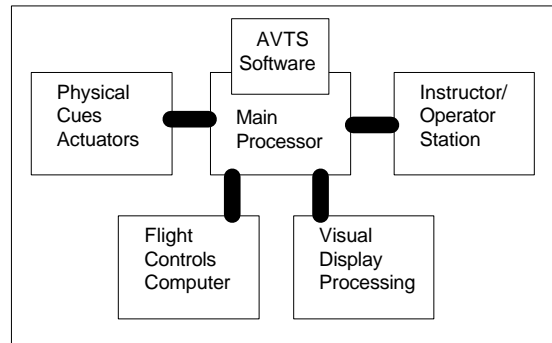 AVTS
Software
Physical
Cues
Actuators
Main
Processor
Instructor/
Operator
Station
Flight
Controls
Computer
Visual
Display
Processing